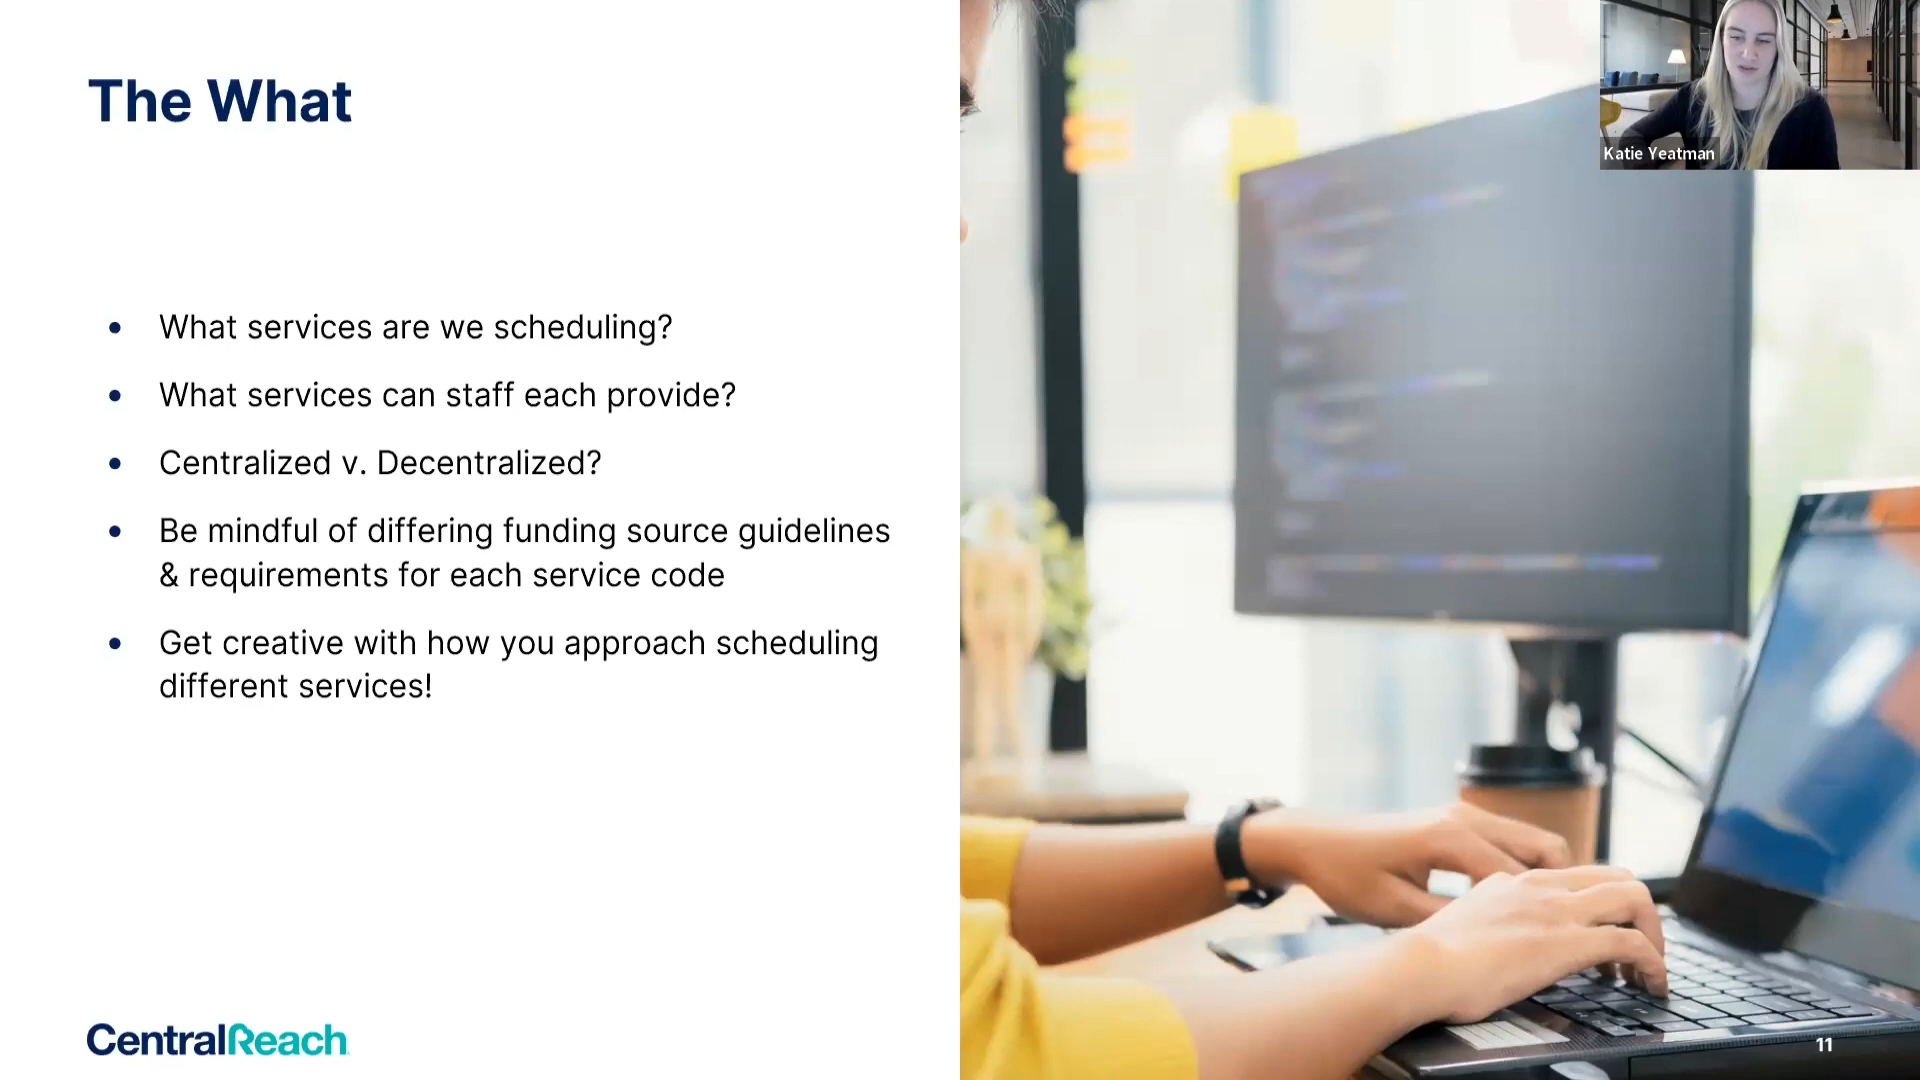 The What
Katie Yeatman
• What services are we scheduling?
• What services can staff each provide?
• Centralized v. Decentralized?
• Be mindful of differing funding source guidelines
& requirements for each service code
• Get creative with how you approach scheduling
different services!
CentralReach
11